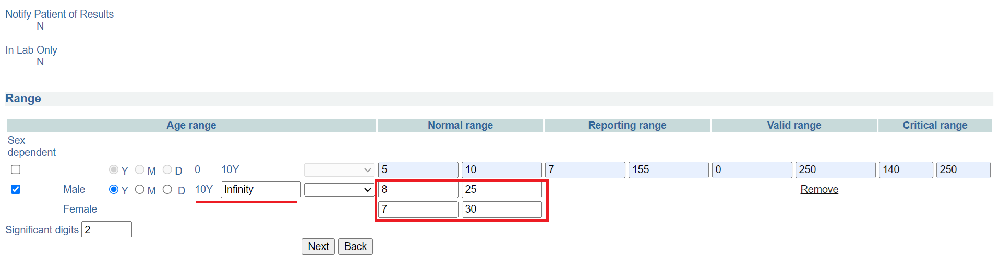 Notify Patient of Results
N
In Lab Only
N
Range
Age range Normal range Reporting range Valid range Critical range
Sex
dependent
Y M D 0 10Y 5 10 7 155 0 250 140 250
Male Y M D 10Y Infinity 8 25 Remove
Female 7 30
Significant digits 2
Next Back